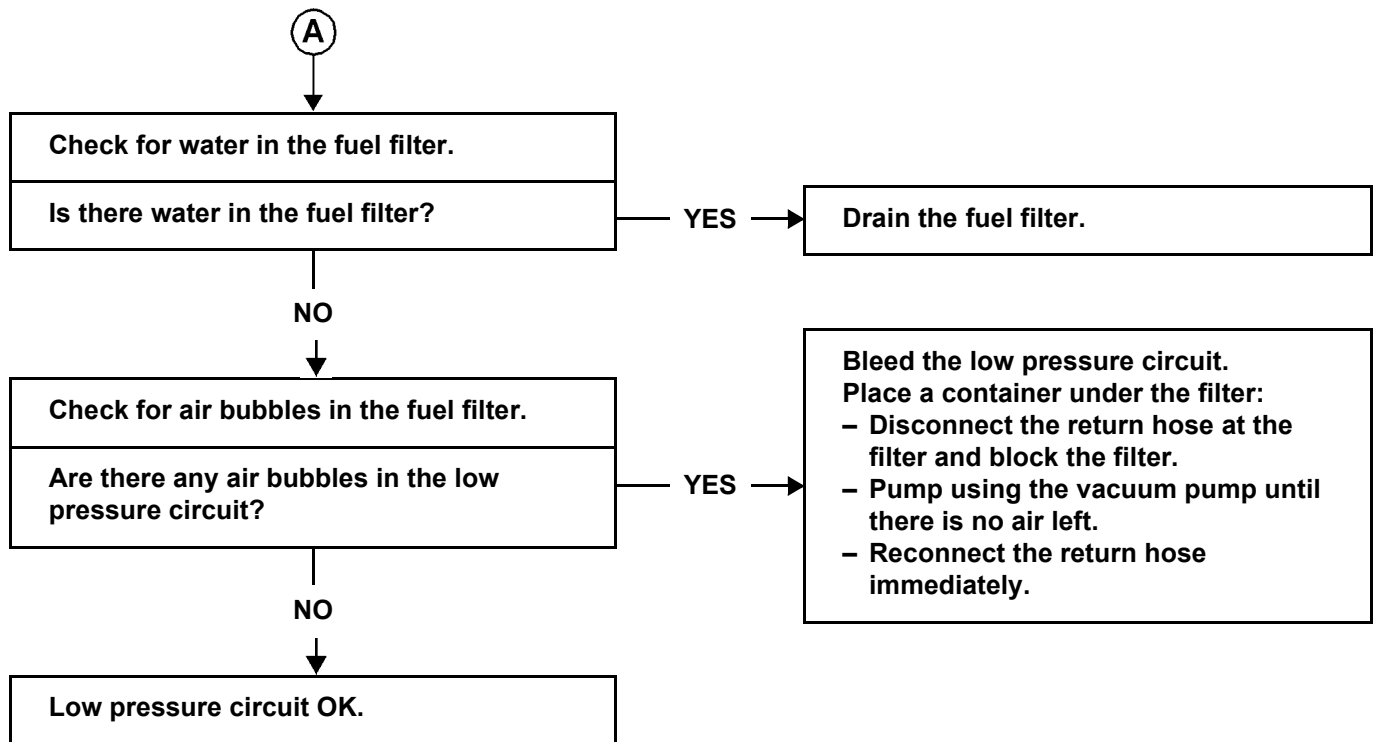 A
Check for water in the fuel filter.
Is there water in the fuel filter?
YES
Drain the fuel filter.
NO
Check for air bubbles in the fuel filter.
Are there any air bubbles in the low
pressure circuit?
YES
Bleed the low pressure circuit.
Place a container under the filter:
– Disconnect the return hose at the
filter and block the filter.
– Pump using the vacuum pump until
there is no air left.
– Reconnect the return hose
immediately.
NO
Low pressure circuit OK.